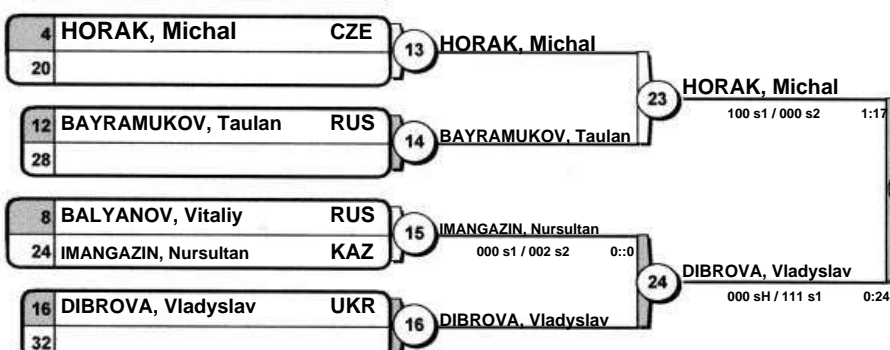 4 HORAK, Michal CZE
20
13 HORAK, Michal
12 BAYRAMUKOV, Taulan RUS
28
14 BAYRAMUKOV, Taulan
23 HORAK, Michal
100 s1 / 000 s2 1:17
8 BALYANOV, Vitaliy RUS
24 IMANGAZIN, Nursultan KAZ
15 IMANGAZIN, Nursultan
000 s1 / 002 s2 0::0
16 DIBROVA, Vladyslav UKR
32
16 DIBROVA, Vladyslav
24 DIBROVA, Vladyslav
000 sH / 111 s1 0:24